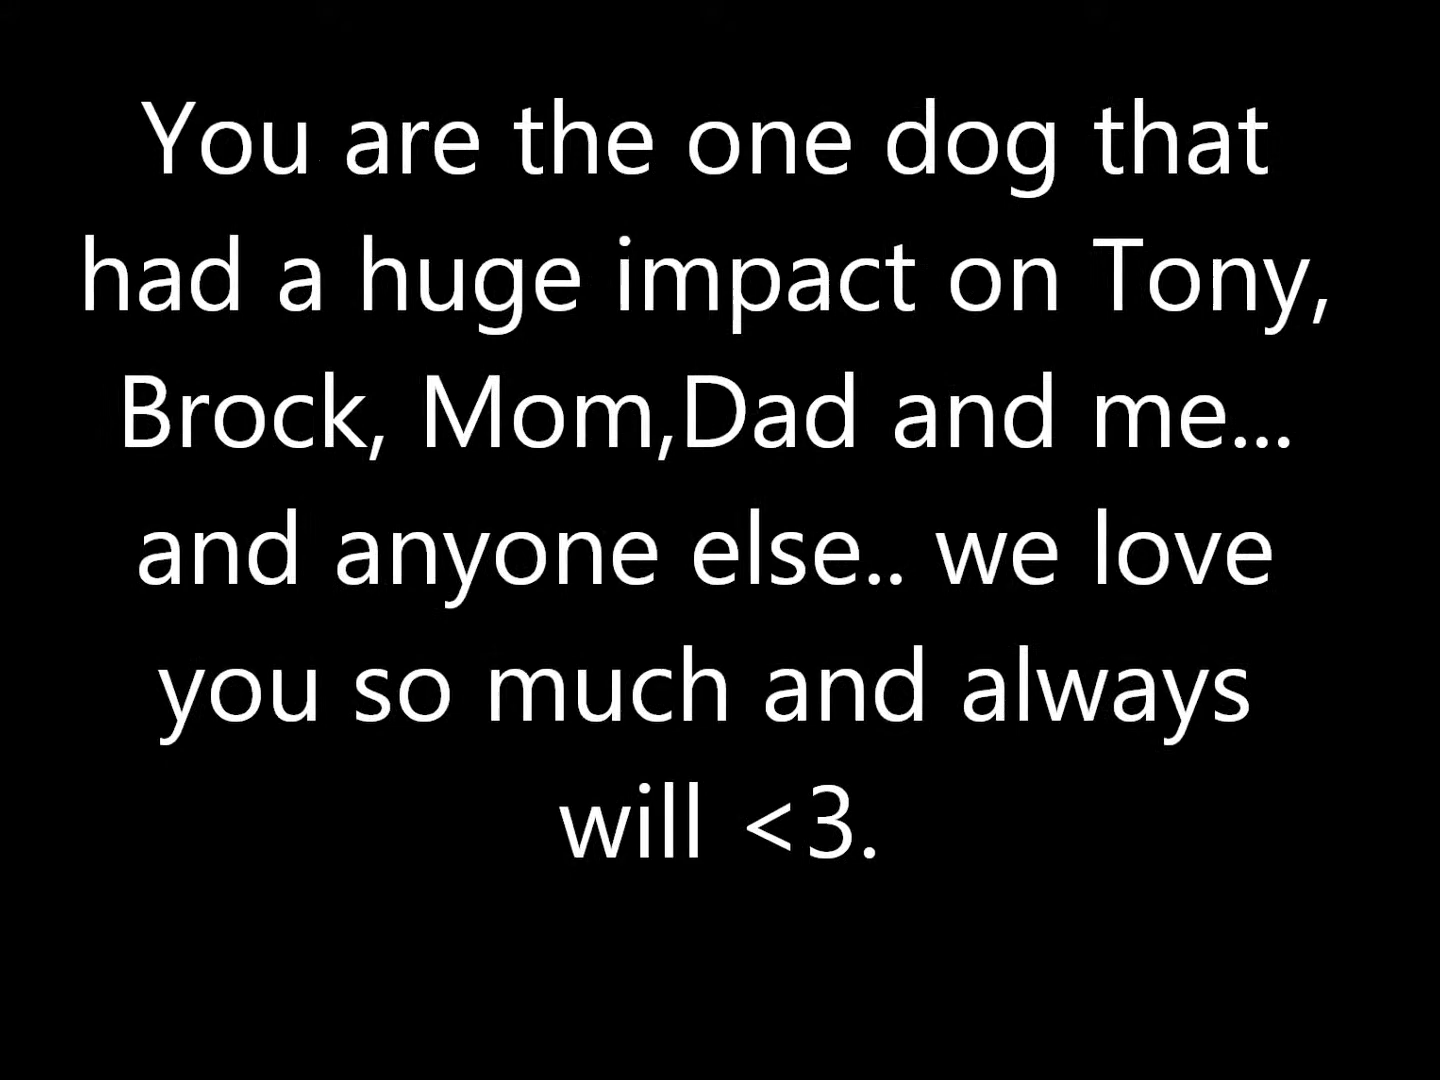 You are the one dog that
had a huge impact on Tony,
Brock, Mom,Dad and me...
and anyone else.. we love
you so much and always
will <3.